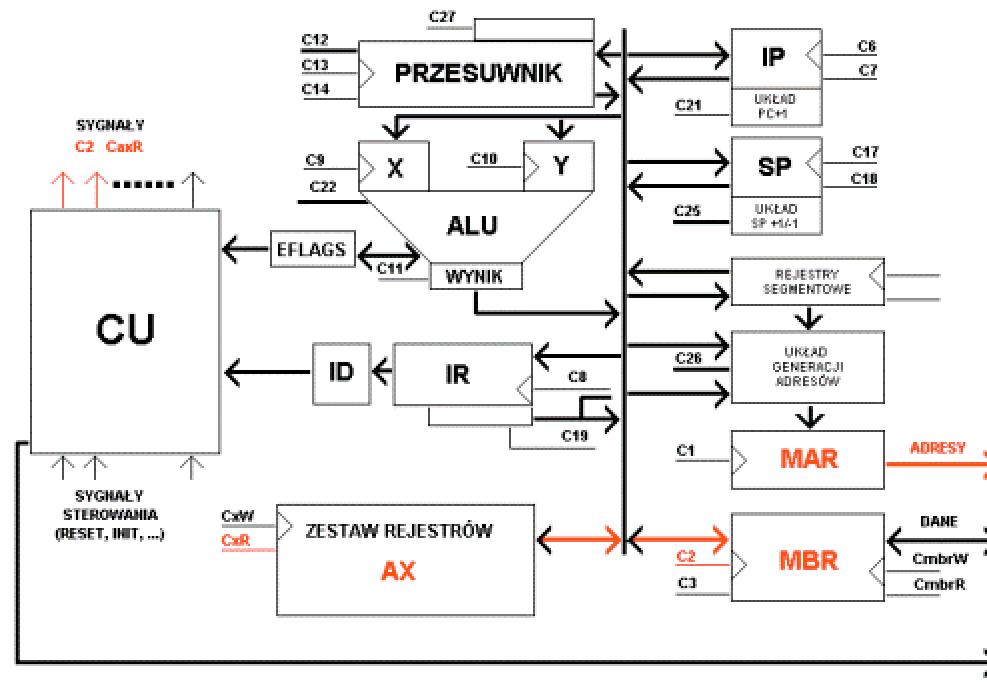 C27
C12
C13
C14
PRZESUWNIK
IP
C6
C7
C21
UKŁAD
PC+1
SYGNAŁY
C2 CaxR
C9
X
C10
Y
C22
ALU
SP
C17
C18
C25
UKŁAD
SP +1/-1
EFLAGS
C11
WYNIK
REJESTRY
SEGMENTOWE
CU
ID
IR
C8
C19
C26
UKŁAD
GENERACJI
ADRESÓW
C1
MAR
ADRESY
SYGNAŁY
STEROWANIA
(RESET, INIT, ...)
CxW
CxR
ZESTAW REJESTRÓW
AX
C2
C3
MBR
DANE
CmbrW
CmbrR